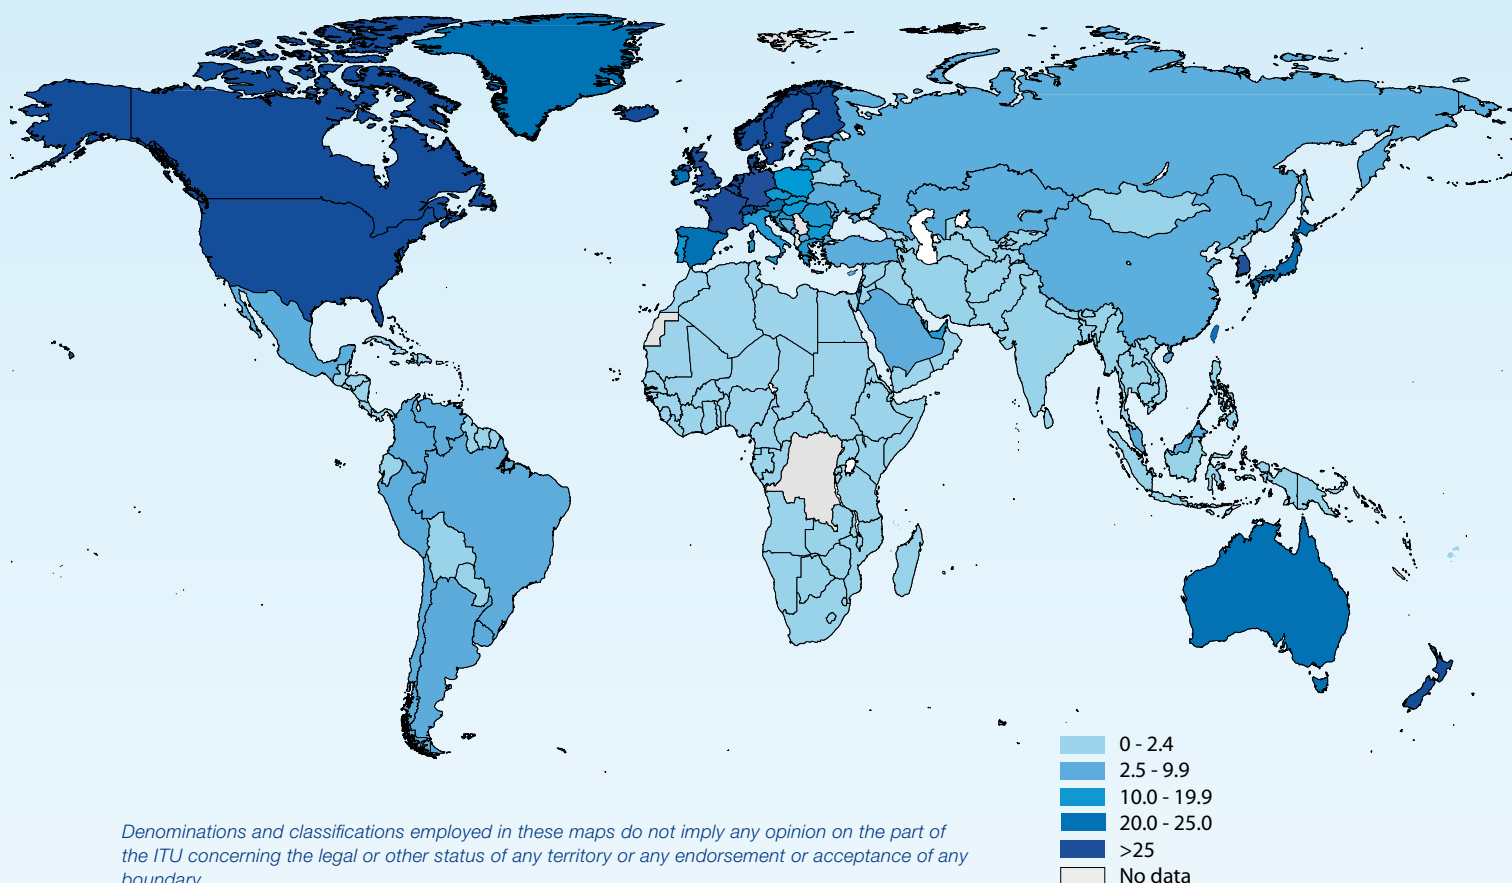 0 - 2.4
2.5 - 9.9
10.0 - 19.9
20.0 - 25.0
>25
No data
Denominations and classifications employed in these maps do not imply any opinion on the part of
the ITU concerning the legal or other status of any territory or any endorsement or acceptance of any
boundary